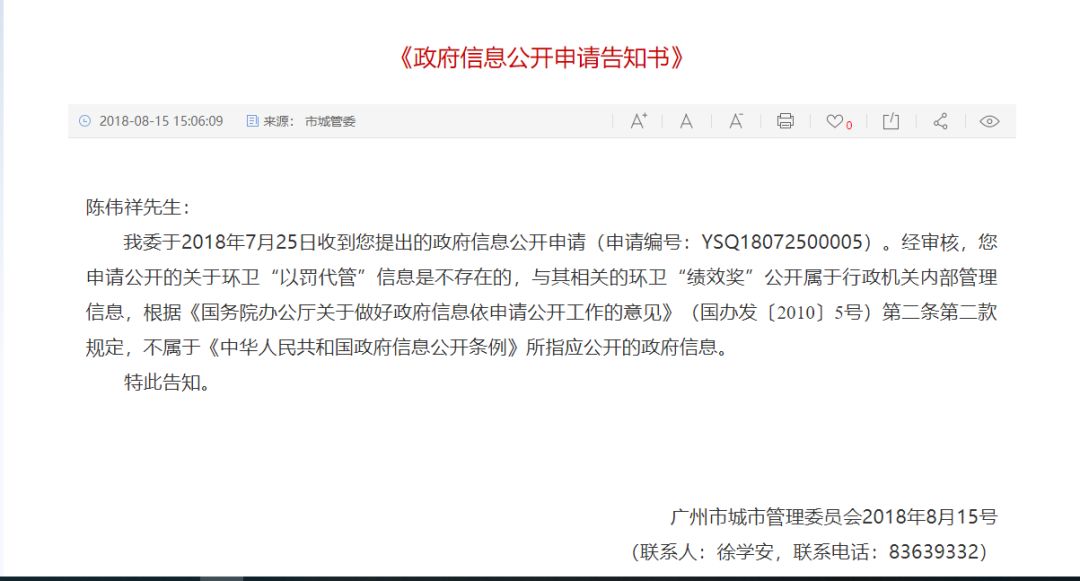 《政府信息公开申请告知书》
2018-08-15 15:06:09 来源： 市城管委 A+ A A- 0
陈伟祥先生：
我委于2018年7月25日收到您提出的政府信息公开申请（申请编号：YSQ18072500005）。经审核，您
申请公开的关于环卫“以罚代管”信息是不存在的，与其相关的环卫“绩效奖”公开属于行政机关内部管理
信息，根据《国务院办公厅关于做好政府信息依申请公开工作的意见》（国办发〔2010〕5号）第二条第二款
规定，不属于《中华人民共和国政府信息公开条例》所指应公开的政府信息。
特此告知。
广州市城市管理委员会2018年8月15号
（联系人：徐学安，联系电话：83639332）